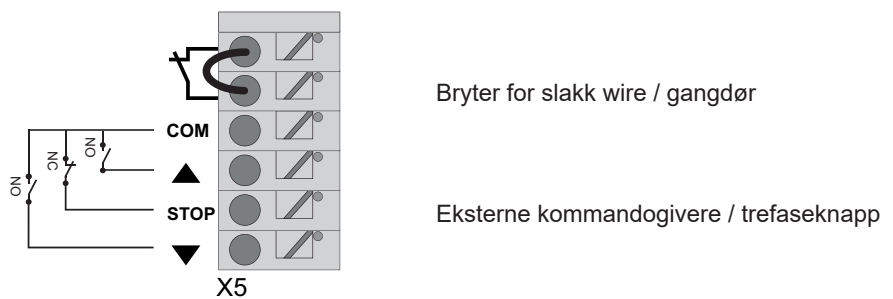 Bryter for slakk wire / gangdør
COM
NO
NC
NO
STOP
Eksterne kommandogivere / trefaseknapp
X5